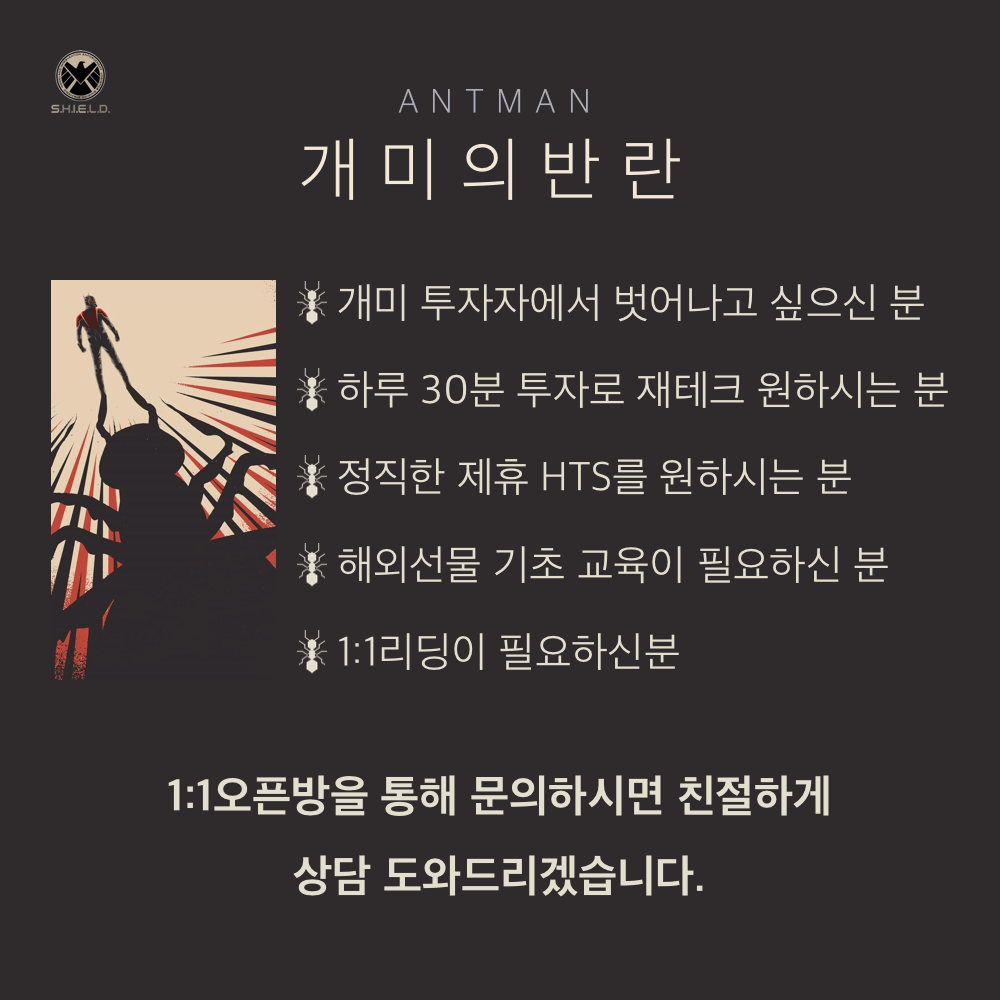 S.H.I.E.L.D.
ANTMAN
개미의반란
개미 투자자에서 벗어나고 싶으신 분
하루 30분 투자로 재테크 원하시는 분
정직한 제휴 HTS를 원하시는 분
해외선물 기초 교육이 필요하신 분
1:1리딩이 필요하신분
1:1오픈방을 통해 문의하시면 친절하게
상담 도와드리겠습니다.